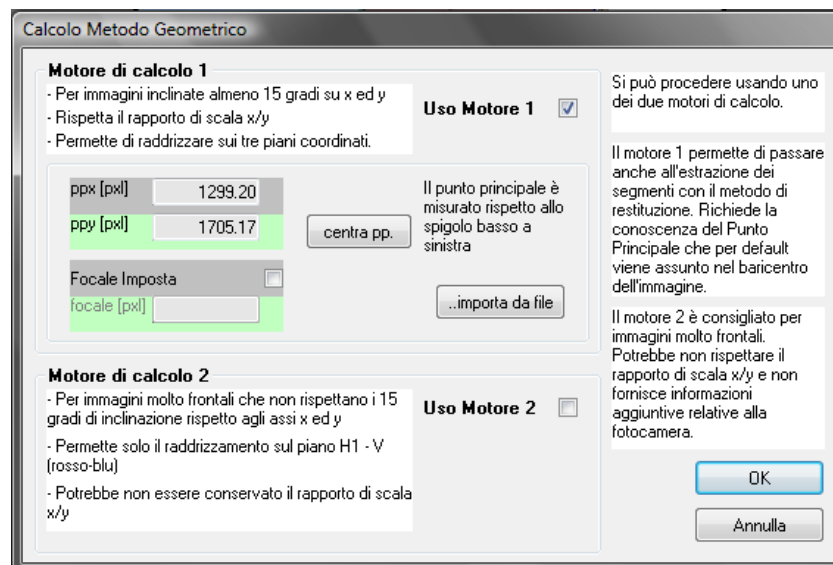 Calcolo Metodo Geometrico
Motore di calcolo 1
- Per immagini inclinate almeno 15 gradi su x ed y
- Rispetta il rapporto di scala x/y
- Permette di raddrizzare sui tre piani coordinati.
Uso Motore 1
ppx [pxl]
1299.20
ppy [pxl]
1705.17
centra pp.
Il punto principale è
misurato rispetto allo
spigolo basso a
sinistra
Focale Imposta
focale [pxl]
..importa da file
Motore di calcolo 2
- Per immagini molto frontali che non rispettano i 15
gradi di inclinazione rispetto agli assi x ed y
- Permette solo il raddrizzamento sul piano H1 - V
(rosso-blu)
- Potrebbe non essere conservato il rapporto di scala
x/y
Uso Motore 2
Si può procedere usando uno
dei due motori di calcolo.
Il motore 1 permette di passare
anche all'estrazione dei
segmenti con il metodo di
restituzione. Richiede la
conoscenza del Punto
Principale che per default
viene assunto nel baricentro
dell'immagine.
Il motore 2 è consigliato per
immagini molto frontali.
Potrebbe non rispettare il
rapporto di scala x/y e non
fornisce informazioni
aggiuntive relative alla
fotocamera.
OK
Annulla